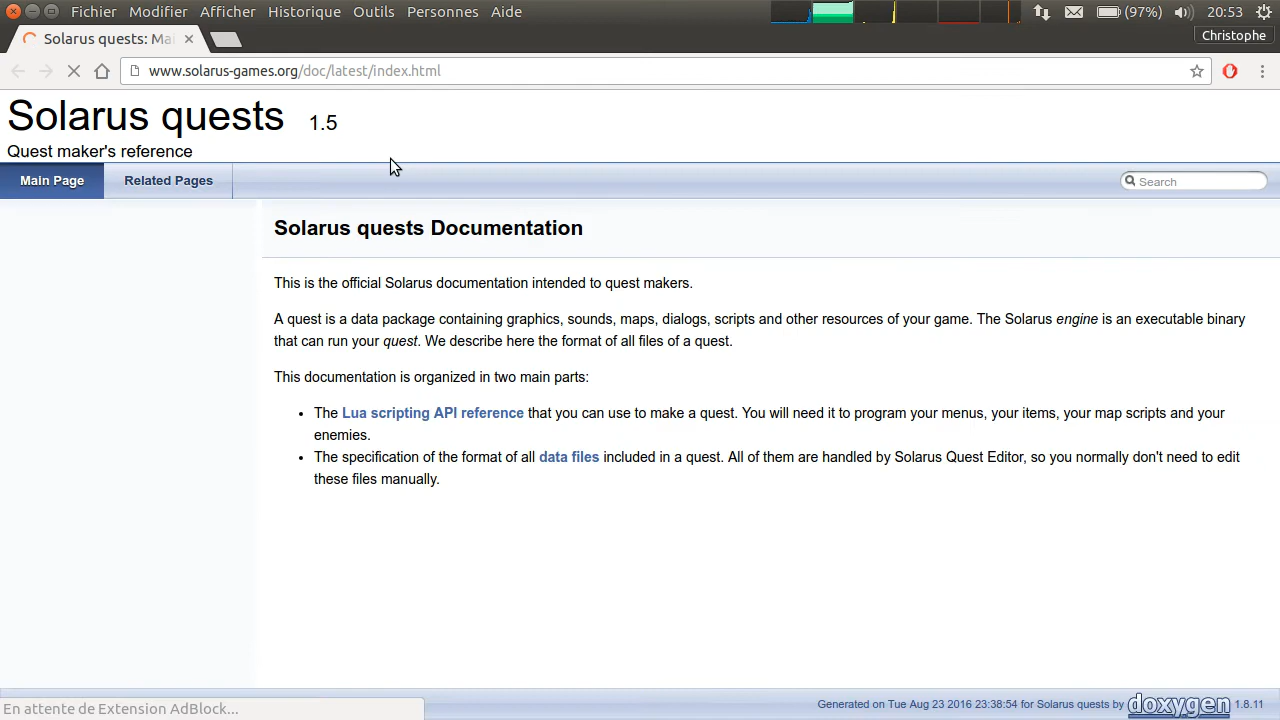 Fichier Modifier Afficher Historique Outils Personnes Aide (97%) 20:53
Solarus quests: Mai
Christophe
www.solarus-games.org/doc/latest/index.html
Solarus quests 1.5
Quest maker's reference
Main Page Related Pages Search
Solarus quests Documentation
This is the official Solarus documentation intended to quest makers.
A quest is a data package containing graphics, sounds, maps, dialogs, scripts and other resources of your game. The Solarus engine is an executable binary
that can run your quest. We describe here the format of all files of a quest.
This documentation is organized in two main parts:
• The Lua scripting API reference that you can use to make a quest. You will need it to program your menus, your items, your map scripts and your
enemies.
• The specification of the format of all data files included in a quest. All of them are handled by Solarus Quest Editor, so you normally don't need to edit
these files manually.
En attente de Extension AdBlock...
Generated on Tue Aug 23 2016 23:38:54 for Solarus quests by doxygen 1.8.11